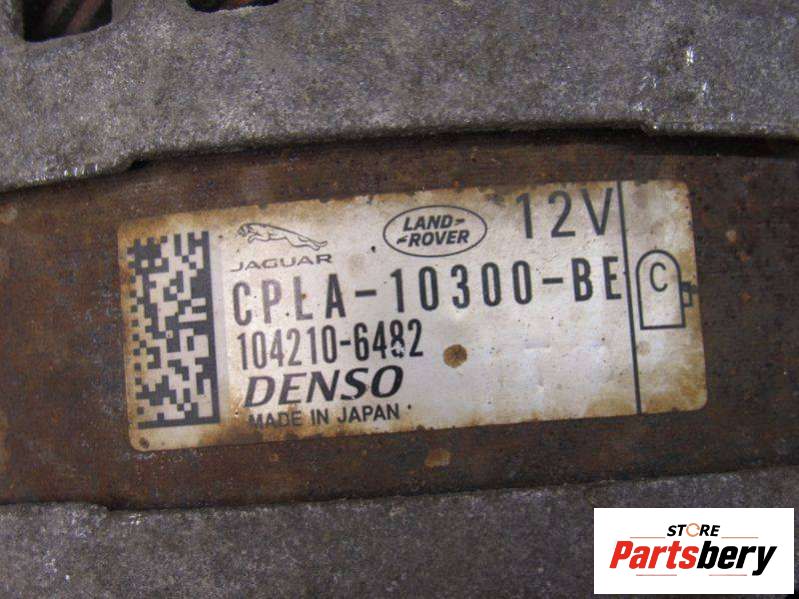 JAGUAR
LAND ROVER
12V
CPLA-10300-BE
C
104210-6482
DENSO
MADE IN JAPAN
STORE
Partsbery